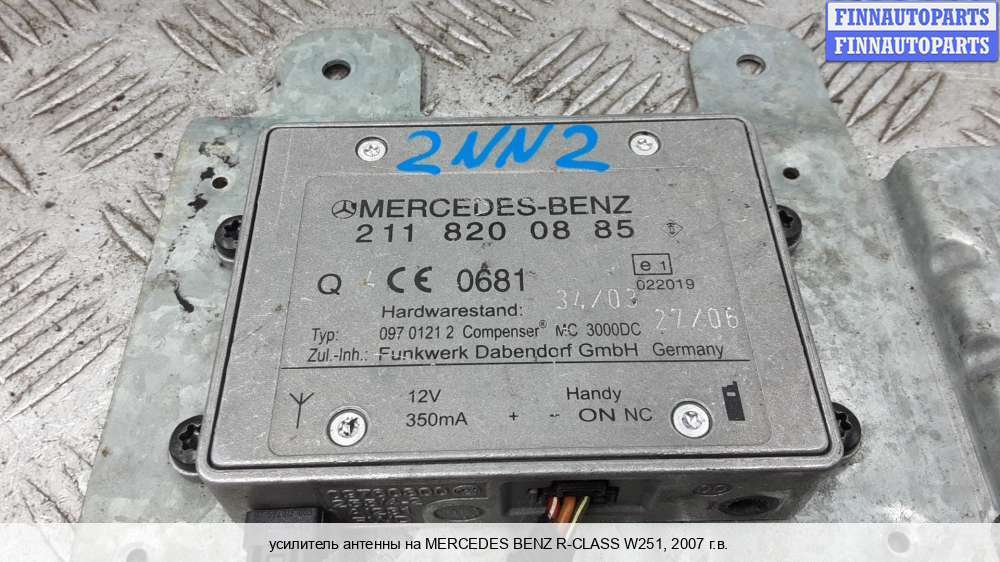 FINNAUTOPARTS
FINNAUTOPARTS
2NN2
MERCEDES-BENZ
211 820 08 85
Q CE 0681 e1
022019
Hardwarestand: 34/03
27/06
Typ: 097 0121 2 Compenser® MC 3000DC
Zul.-Inh.: Funkwerk Dabendorf GmbH Germany
12V Handy
350mA + -- ON NC
усилитель антенны на MERCEDES BENZ R-CLASS W251, 2007 г.в.